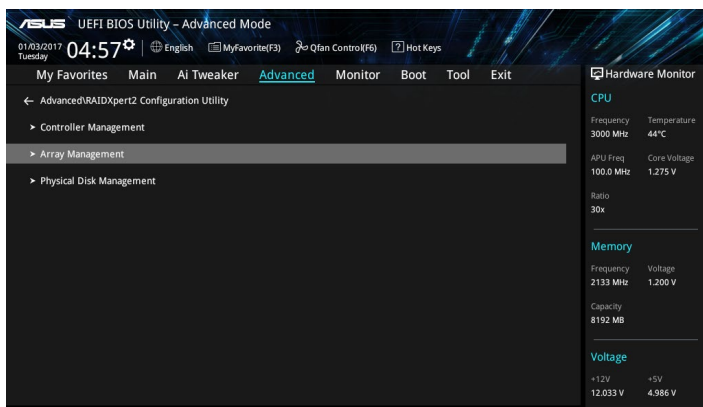 ASUS UEFI BIOS Utility – Advanced Mode
01/03/2017 Tuesday 04:57 English MyFavorite(F3) Qfan Control(F6) ? Hot Keys
My Favorites Main Ai Tweaker Advanced Monitor Boot Tool Exit
← Advanced\RAIDXpert2 Configuration Utility
> Controller Management
> Array Management
> Physical Disk Management
Hardware Monitor
CPU
Frequency Temperature
3000 MHz 44°C
APU Freq Core Voltage
100.0 MHz 1.275 V
Ratio
30x
Memory
Frequency Voltage
2133 MHz 1.200 V
Capacity
8192 MB
Voltage
+12V +5V
12.033 V 4.986 V